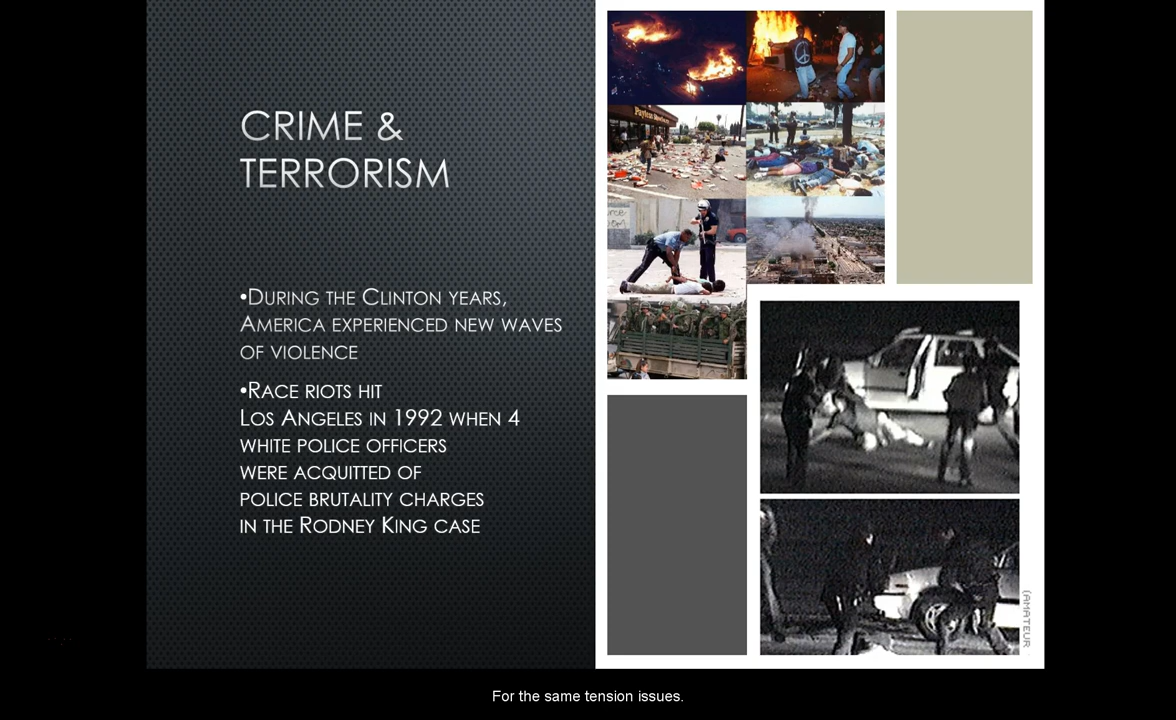 CRIME &
TERRORISM
•DURING THE CLINTON YEARS,
AMERICA EXPERIENCED NEW WAVES
OF VIOLENCE
•RACE RIOTS HIT
LOS ANGELES IN 1992 WHEN 4
WHITE POLICE OFFICERS
WERE ACQUITTED OF
POLICE BRUTALITY CHARGES
IN THE RODNEY KING CASE
(AMATEUR
For the same tension issues.